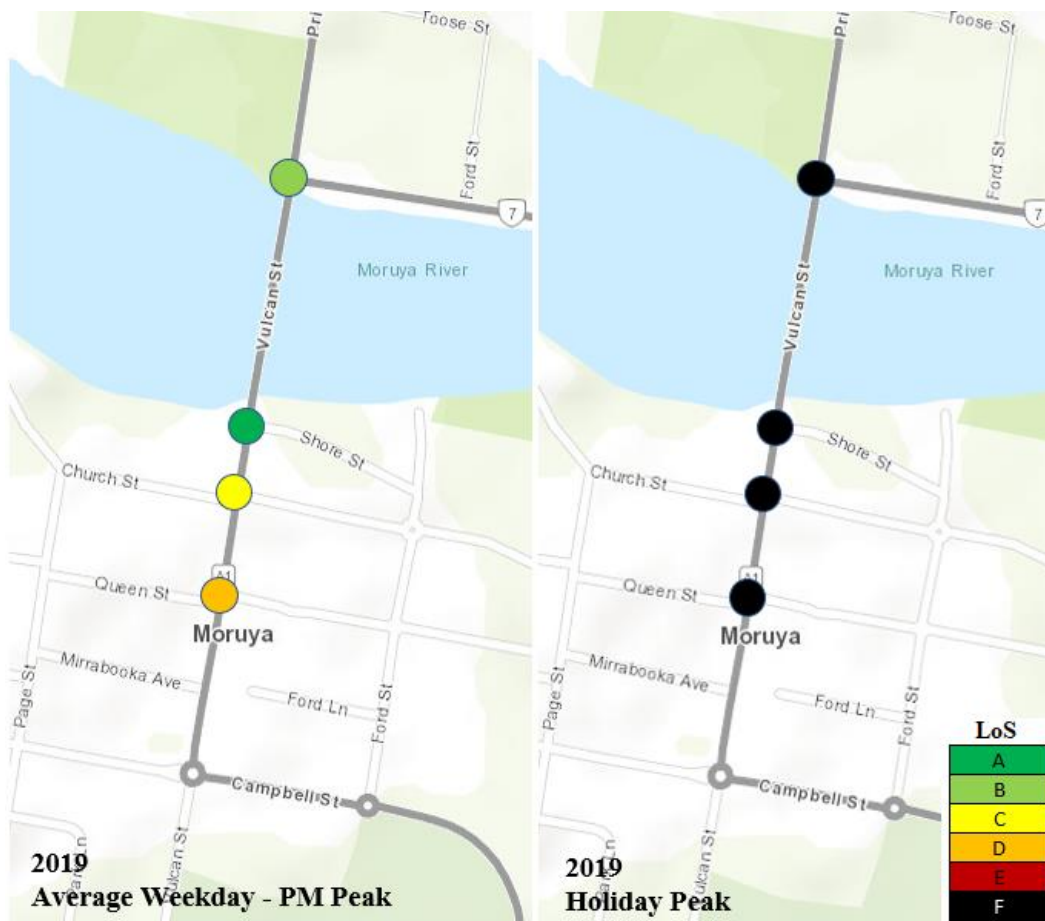 Toose St
Pri
Ford St
7
Moruya River
Vulcan St
Shore St
Church St
A1
Queen St
Moruya
Mirrabooka Ave
Ford Ln
Page St
Ford St
Campbell St
Vulcan St
2019
Average Weekday - PM Peak
Toose St
Pri
Ford St
7
Moruya River
Vulcan St
Shore St
Church St
Queen St
Moruya
Mirrabooka Ave
Ford Ln
Page St
Ford St
Campbell St
Vulcan St
2019
Holiday Peak
LoS
A
B
C
D
E
F